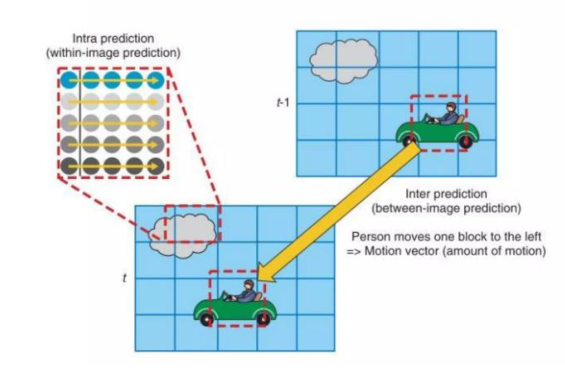 Intra prediction
(within-image prediction)
t-1
Inter prediction
(between-image prediction)
Person moves one block to the left
=> Motion vector (amount of motion)
t